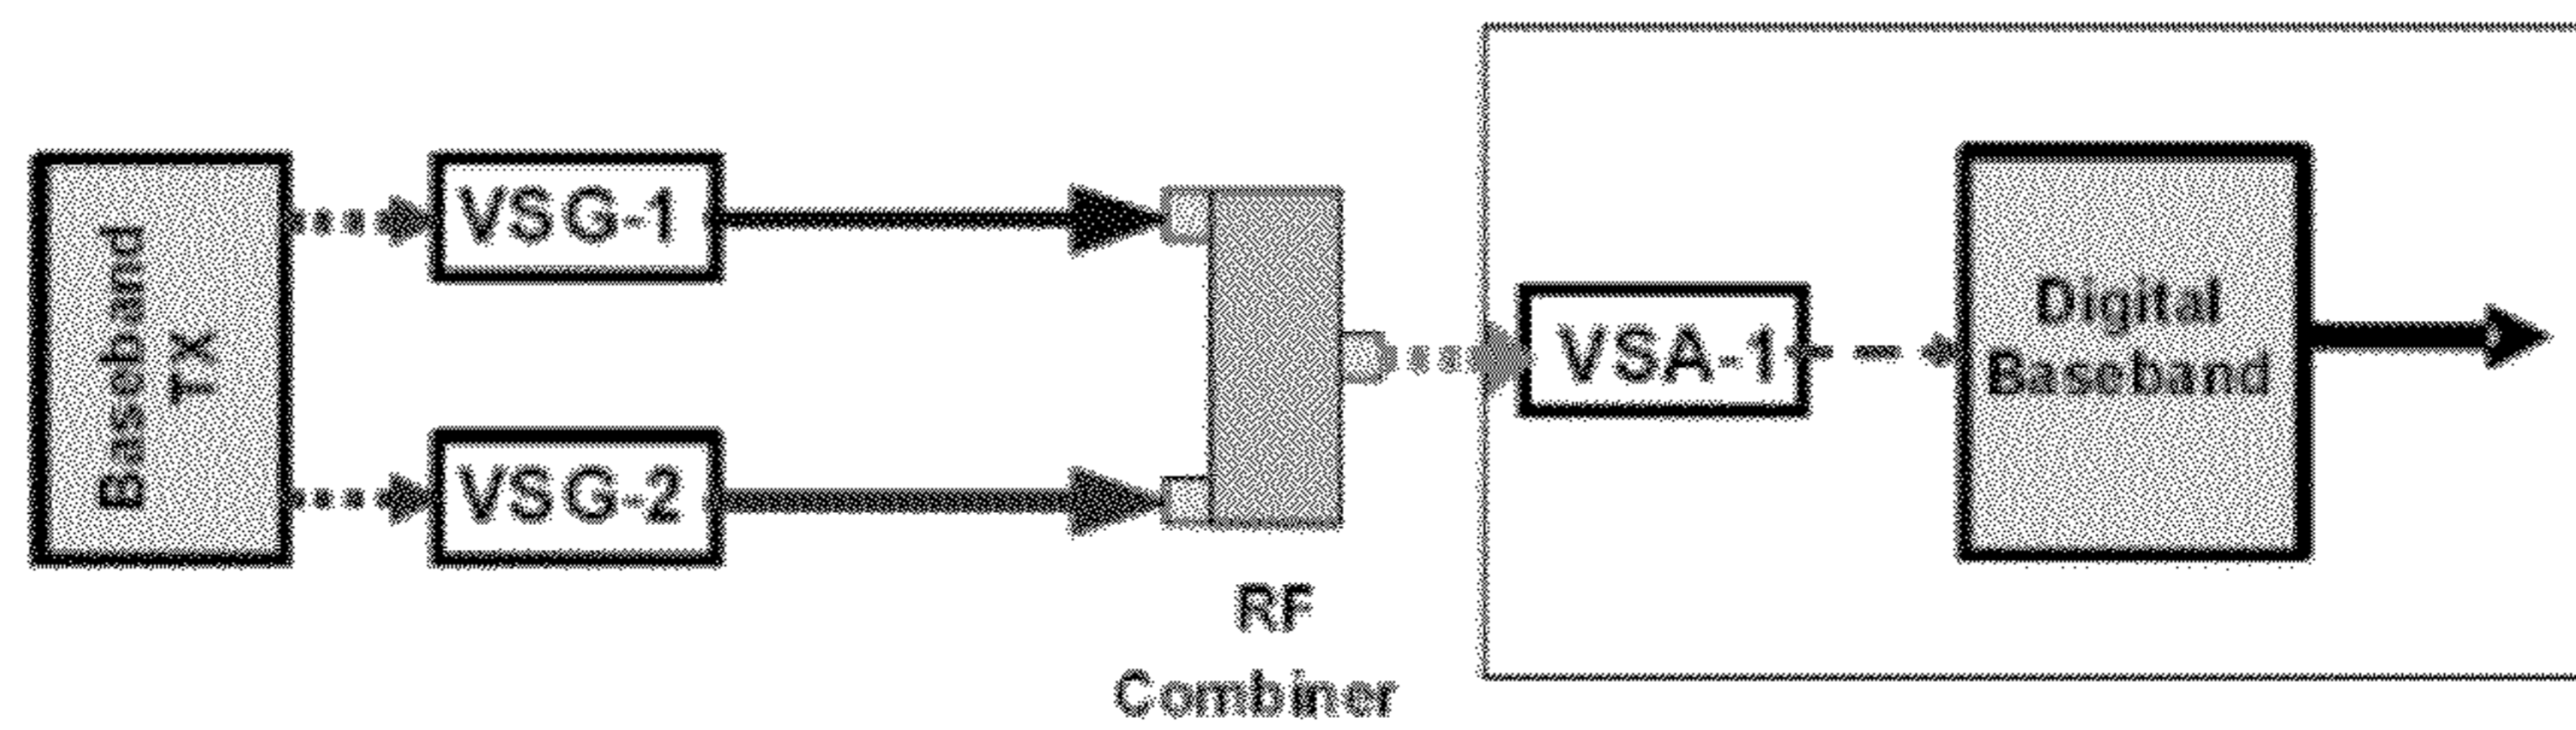 Baseband
TX
VSG-1
VSG-2
RF
Combiner
VSA-1
Digital
Baseband